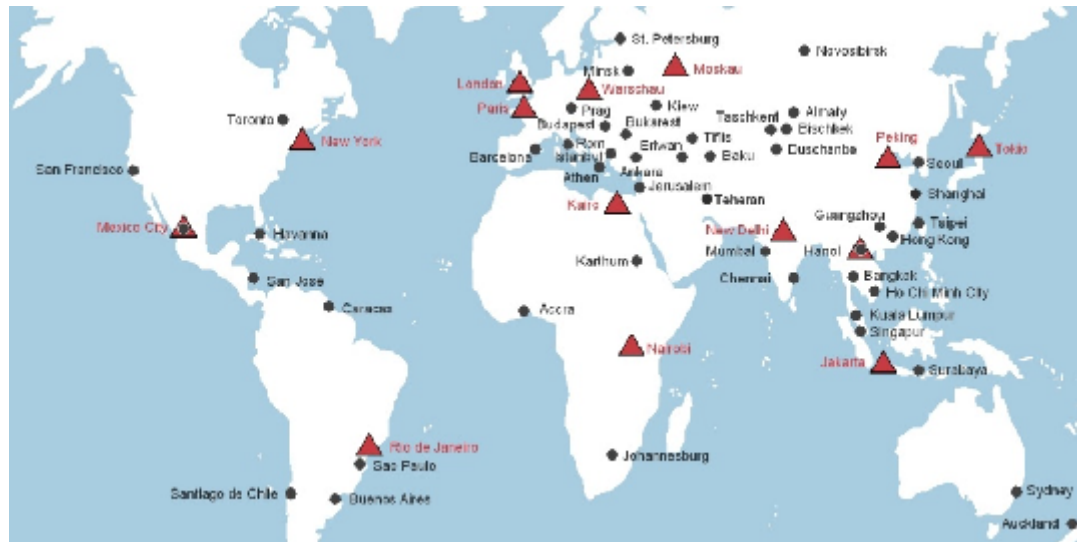 St. Petersburg
Novosibirsk
Minsk
Moskau
London
Warschau
Paris
Prag
Kiew
Almaty
Toronto
Budapest
Bukarest
Taschkent
Bischkek
New York
Rom
Tiflis
Peking
Tokio
Barcelona
Istanbul
Eriwan
Baku
Duschanbe
San Francisco
Athen
Ankara
Seoul
Jerusalem
Kairo
Teheran
Shanghai
Mexico City
Havanna
New Delhi
Guangzhou
Taipei
Hong Kong
Mumbai
Hanoi
Karthum
San José
Chennai
Bangkok
Ho Chi Minh City
Caracas
Accra
Kuala Lumpur
Singapur
Nairobi
Jakarta
Surabaya
Rio de Janeiro
Sao Paulo
Johannesburg
Santiago de Chile
Buenos Aires
Sydney
Auckland